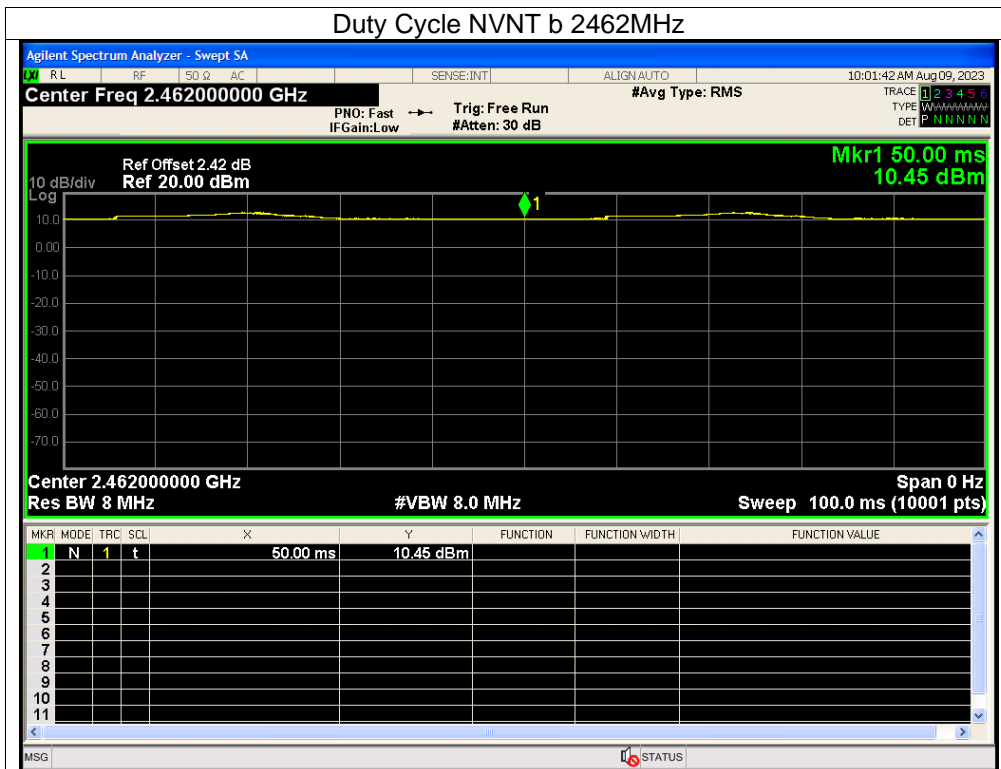 Duty Cycle NVNT b 2462MHz
Agilent Spectrum Analyzer - Swept SA
LXI RL RF 50 Ω AC SENSE:INT ALIGN AUTO 10:01:42 AM Aug 09, 2023
Center Freq 2.462000000 GHz #Avg Type: RMS TRACE 1 2 3 4 5 6
PNO: Fast Trig: Free Run TYPE WWWWWW
IFGain:Low #Atten: 30 dB DET P N N N N N
Ref Offset 2.42 dB Mkr1 50.00 ms
10 dB/div Ref 20.00 dBm 10.45 dBm
Log
1
10.0
0.00
-10.0
-20.0
-30.0
-40.0
-50.0
-60.0
-70.0
Center 2.462000000 GHz Span 0 Hz
Res BW 8 MHz #VBW 8.0 MHz Sweep 100.0 ms (10001 pts)
MKR MODE TRC SCL X Y FUNCTION FUNCTION WIDTH FUNCTION VALUE
1 N 1 t 50.00 ms 10.45 dBm
2
3
4
5
6
7
8
9
10
11
MSG STATUS